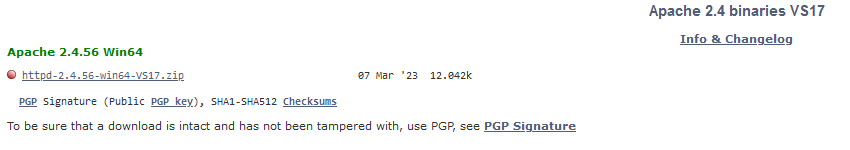 Apache 2.4 binaries VS17
Info & Changelog
Apache 2.4.56 Win64
httpd-2.4.56-win64-VS17.zip 07 Mar '23 12.042k
PGP Signature (Public PGP key), SHA1-SHA512 Checksums
To be sure that a download is intact and has not been tampered with, use PGP, see PGP Signature